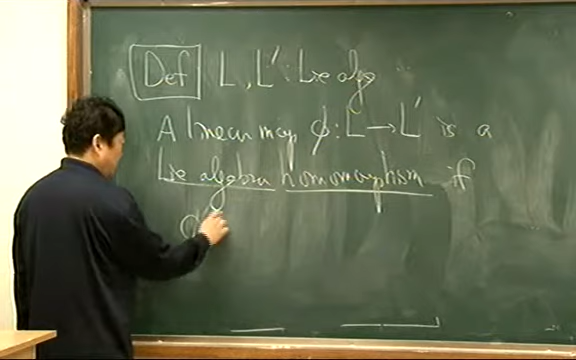 Def L, L' : Lie alg
A linear map ϕ : L → L' is a
Lie algebra homomorphism if